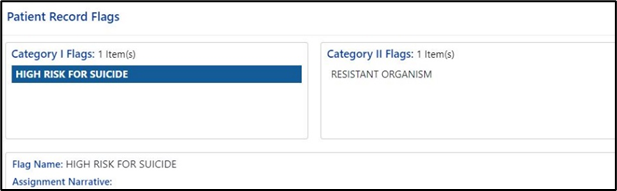 Patient Record Flags
Category I Flags: 1 Item(s)
HIGH RISK FOR SUICIDE
Category II Flags: 1 Item(s)
RESISTANT ORGANISM
Flag Name: HIGH RISK FOR SUICIDE
Assignment Narrative: